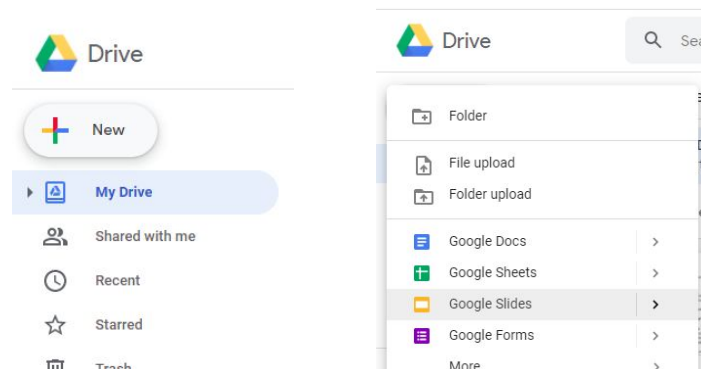 Drive
New
My Drive
Shared with me
Recent
Starred
Trash
Drive
Folder
File upload
Folder upload
Google Docs
Google Sheets
Google Slides
Google Forms
More